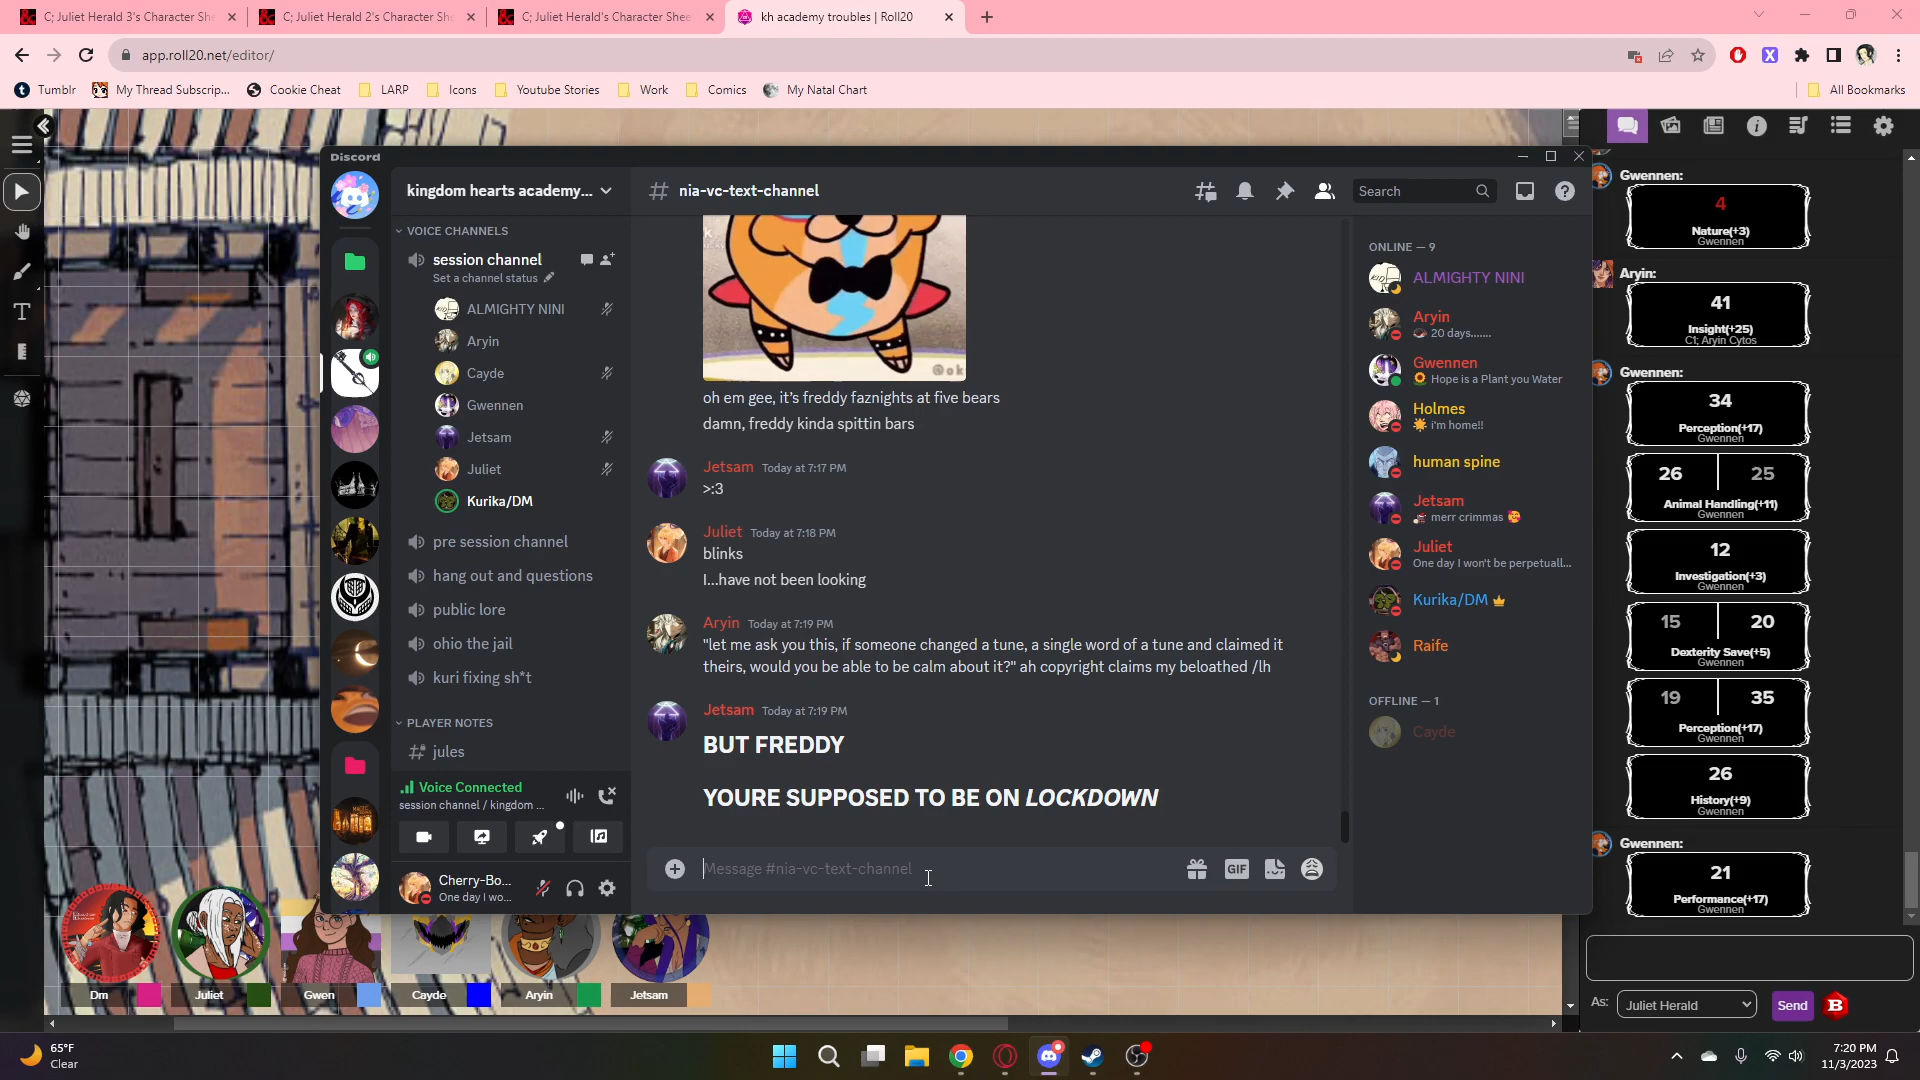 C; Juliet Herald 3's Character She
C; Juliet Herald 2's Character She
C; Juliet Herald's Character Shee
kh academy troubles | Roll20
app.roll20.net/editor/
Tumblr
My Thread Subscrip...
Cookie Cheat
LARP
Icons
Youtube Stories
Work
Comics
My Natal Chart
All Bookmarks
Discord
kingdom hearts academy...
nia-vc-text-channel
Search
VOICE CHANNELS
session channel
Set a channel status
ALMIGHTY NINI
Aryin
Cayde
Gwennen
Jetsam
Juliet
Kurika/DM
pre session channel
hang out and questions
public lore
ohio the jail
kuri fixing sh*t
PLAYER NOTES
jules
Voice Connected
session channel / kingdom ...
Cherry-Bo...
One day I wo...
@ok
oh em gee, it's freddy faznights at five bears
damn, freddy kinda spittin bars
Jetsam Today at 7:17 PM
>:3
Juliet Today at 7:18 PM
blinks
I...have not been looking
Aryin Today at 7:19 PM
"let me ask you this, if someone changed a tune, a single word of a tune and claimed it
theirs, would you be able to be calm about it?" ah copyright claims my beloathed /lh
Jetsam Today at 7:19 PM
BUT FREDDY
YOURE SUPPOSED TO BE ON LOCKDOWN
Message #nia-vc-text-channel
GIF
ONLINE — 9
ALMIGHTY NINI
Aryin
20 days.......
Gwennen
Hope is a Plant you Water
Holmes
i'm home!!
human spine
Jetsam
merr crimmas
Juliet
One day I won't be perpetuall...
Kurika/DM
Raife
OFFLINE — 1
Cayde
Gwennen:
4
Nature(+3)
Gwennen
Aryin:
41
Insight(+25)
C1; Aryin Cytos
Gwennen:
34
Perception(+17)
Gwennen
26 25
Animal Handling(+11)
Gwennen
12
Investigation(+3)
Gwennen
15 20
Dexterity Save(+5)
Gwennen
19 35
Perception(+17)
Gwennen
26
History(+9)
Gwennen
Gwennen:
21
Performance(+17)
Gwennen
As:
Juliet Herald
Send
Dm
Juliet
Gwen
Cayde
Aryin
Jetsam
65°F
Clear
7:20 PM
11/3/2023